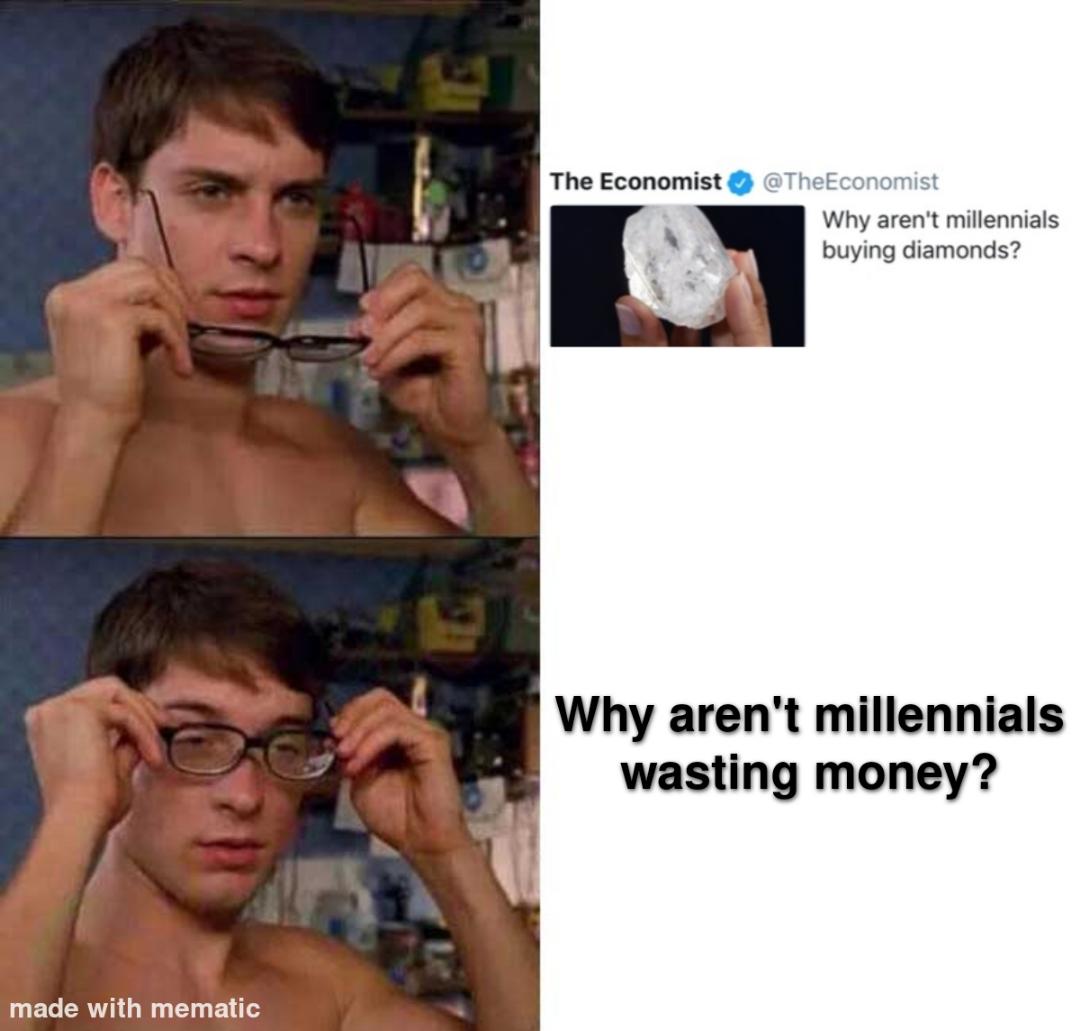 The Economist @TheEconomist
Why aren't millennials
buying diamonds?
Why aren't millennials
wasting money?
made with mematic